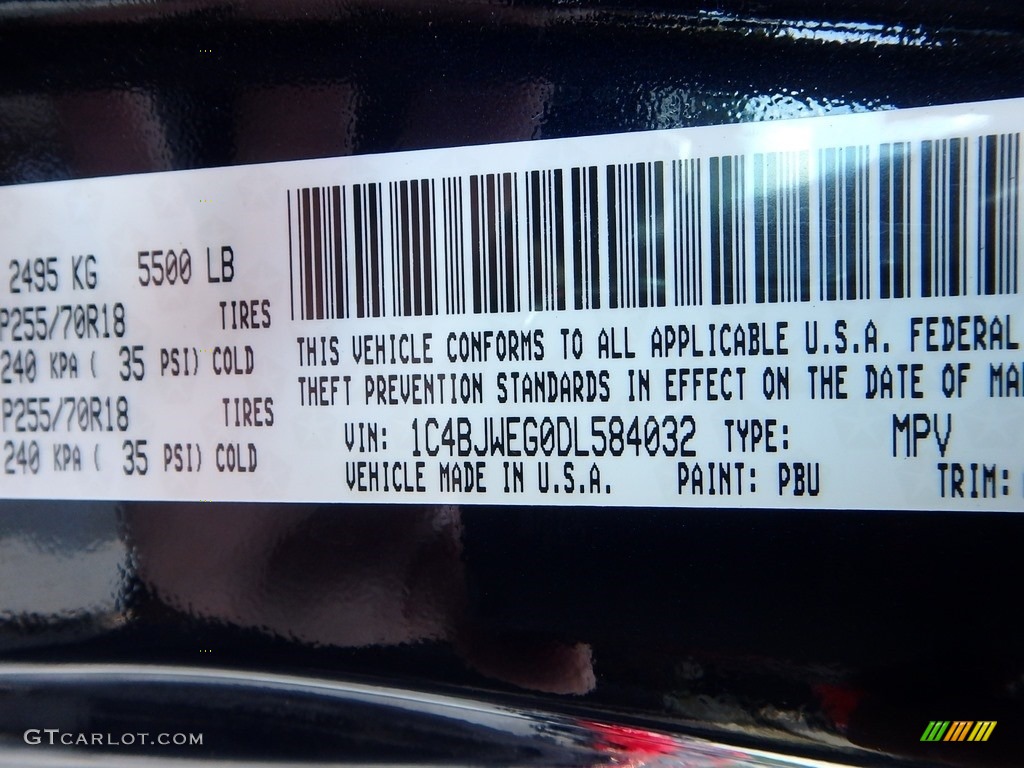 2495 KG 5500 LB
P255/70R18 TIRES
240 KPA ( 35 PSI) COLD
P255/70R18 TIRES
240 KPA ( 35 PSI) COLD
THIS VEHICLE CONFORMS TO ALL APPLICABLE U.S.A. FEDERAL
THEFT PREVENTION STANDARDS IN EFFECT ON THE DATE OF MA
VIN: 1C4BJWEG0DL584032 TYPE: MPV
VEHICLE MADE IN U.S.A. PAINT: PBU TRIM:
GTCARLOT.COM